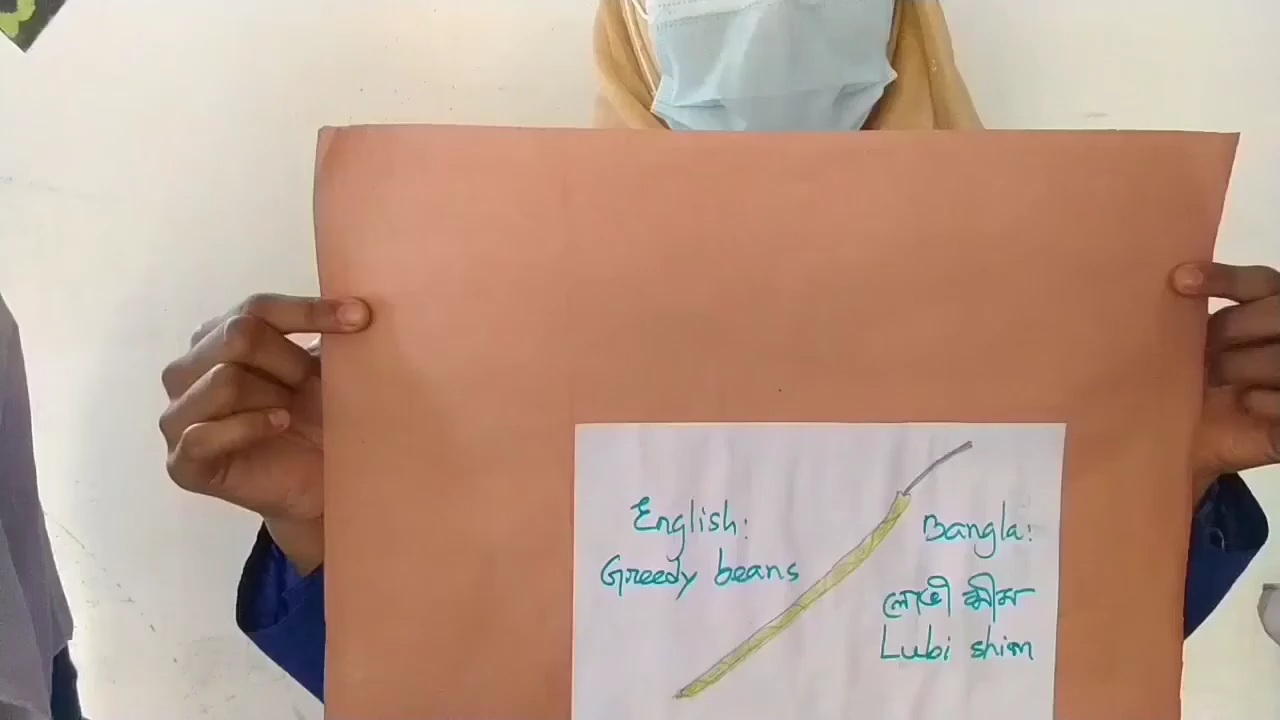 English:
Greedy beans
Bangla:
লোভী শীম
Lubi shim